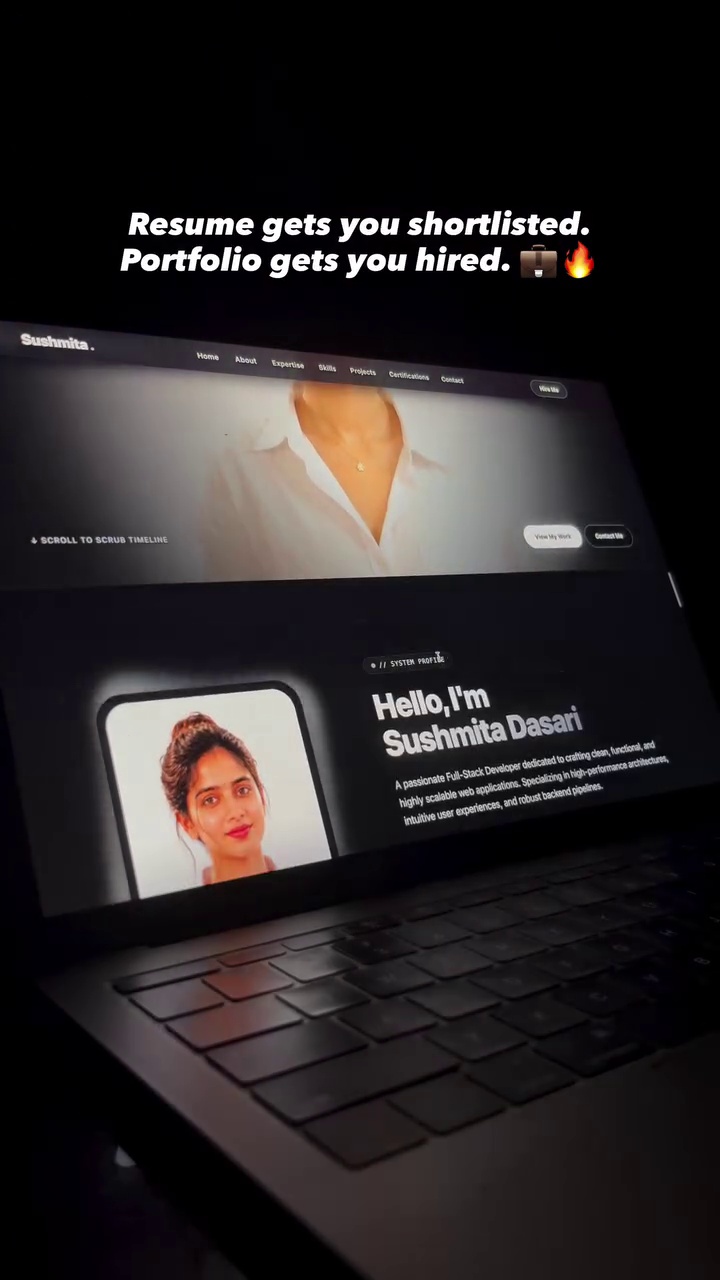 Resume gets you shortlisted.
Portfolio gets you hired. 💼🔥
Sushmita.
Home About Expertise Skills Projects Certifications Contact
Hire Me
↓ SCROLL TO SCRUB TIMELINE
View My Work Contact Me
// SYSTEM PROFILE
Hello, I'm
Sushmita Dasari
A passionate Full-Stack Developer dedicated to crafting clean, functional, and
highly scalable web applications. Specializing in high-performance architectures,
intuitive user experiences, and robust backend pipelines.